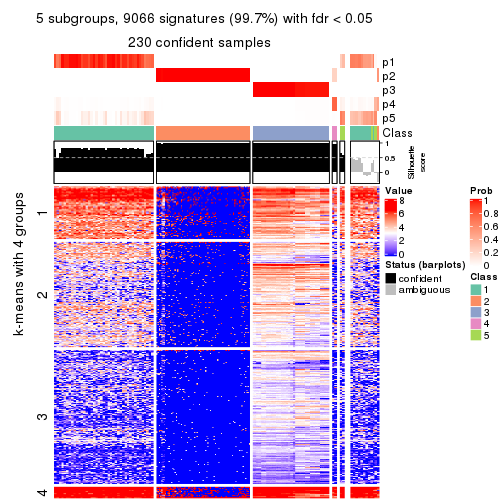 5 subgroups, 9066 signatures (99.7%) with fdr < 0.05
230 confident samples
p1
p2
p3
p4
p5
Class
1
0.5
0
Silhouette
score
k-means with 4 groups
1
2
3
4
Value
8
6
4
2
0
Status (barplots)
confident
ambiguous
Prob
1
0.8
0.6
0.4
0.2
0
Class
1
2
3
4
5